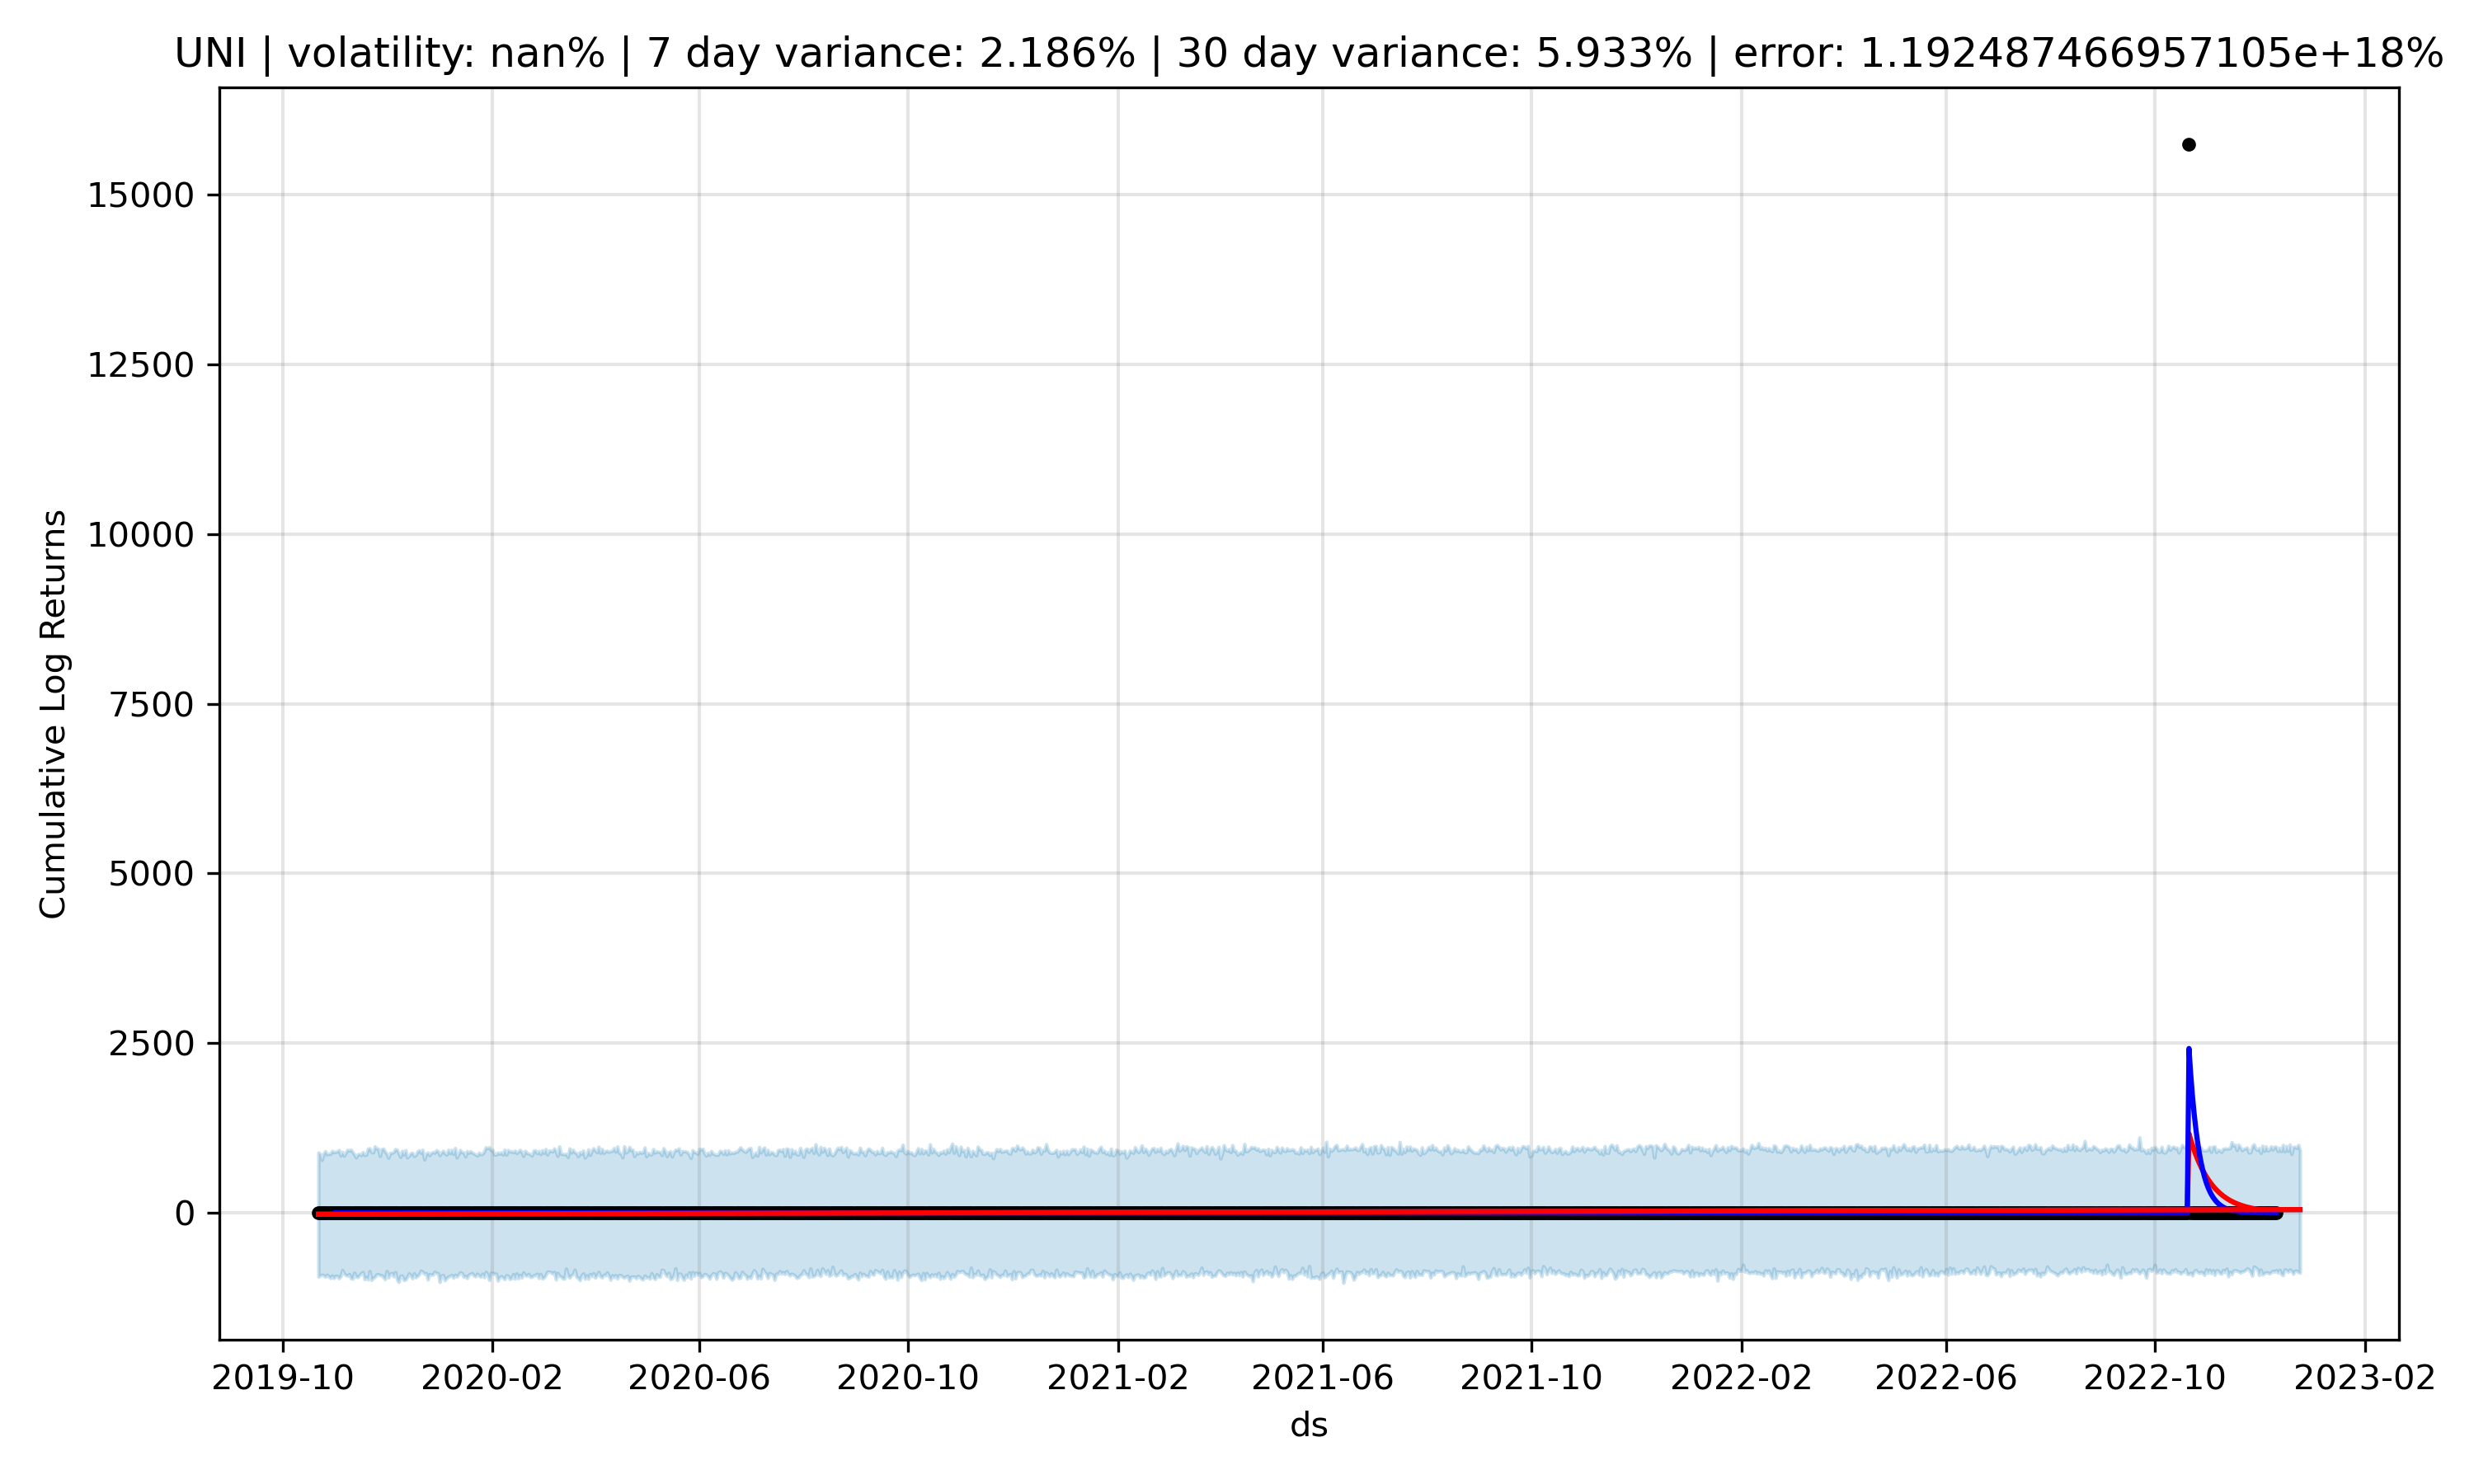 UNI | volatility: nan% | 7 day variance: 2.186% | 30 day variance: 5.933% | error: 1.192487466957105e+18%
15000
12500
10000
7500
5000
2500
0
Cumulative Log Returns
2019-10 2020-02 2020-06 2020-10 2021-02 2021-06 2021-10 2022-02 2022-06 2022-10 2023-02
ds